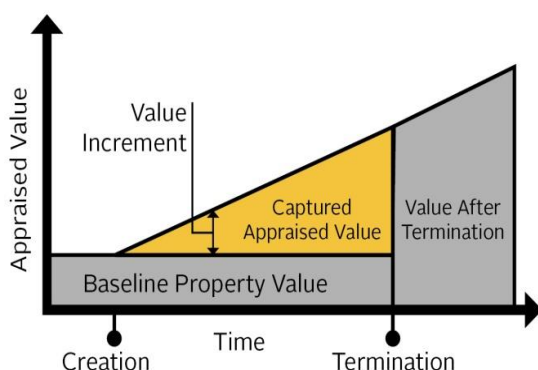 Appraised Value
Value
Increment
Captured
Appraised Value
Value After
Termination
Baseline Property Value
Time
Creation
Termination